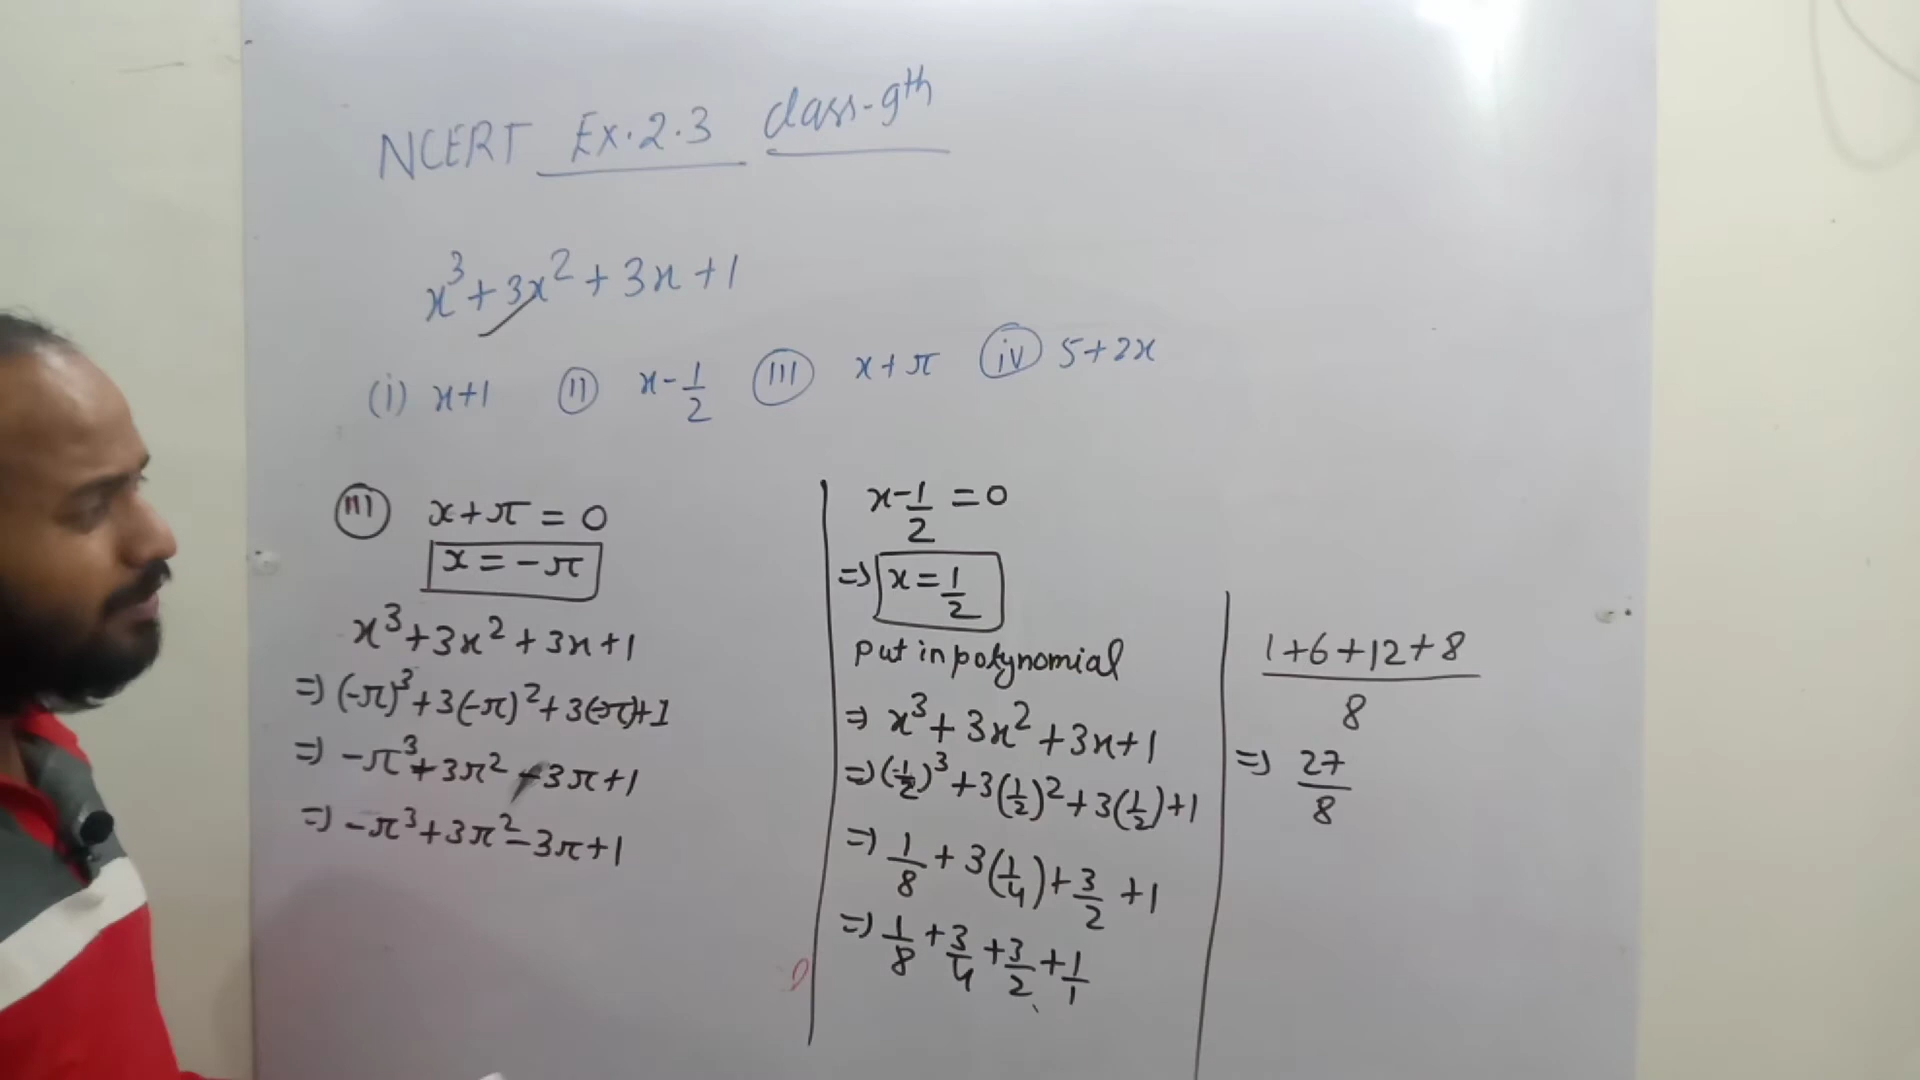 NCERT Ex.2.3 class-9th
x³+3x²+3x+1
(i) x+1 (ii) x-1/2 (iii) x+π (iv) 5+2x
(iii) x+π=0
x=-π
x³+3x²+3x+1
⇒ (-π)³+3(-π)²+3(-π)+1
⇒ -π³+3π²-3π+1
⇒ -π³+3π²-3π+1
x-1/2=0
⇒ x=1/2
put in polynomial
⇒ x³+3x²+3x+1
⇒ (1/2)³+3(1/2)²+3(1/2)+1
⇒ 1/8+3(1/4)+3/2+1
⇒ 1/8+3/4+3/2+1/1
1+6+12+8/8
⇒ 27/8